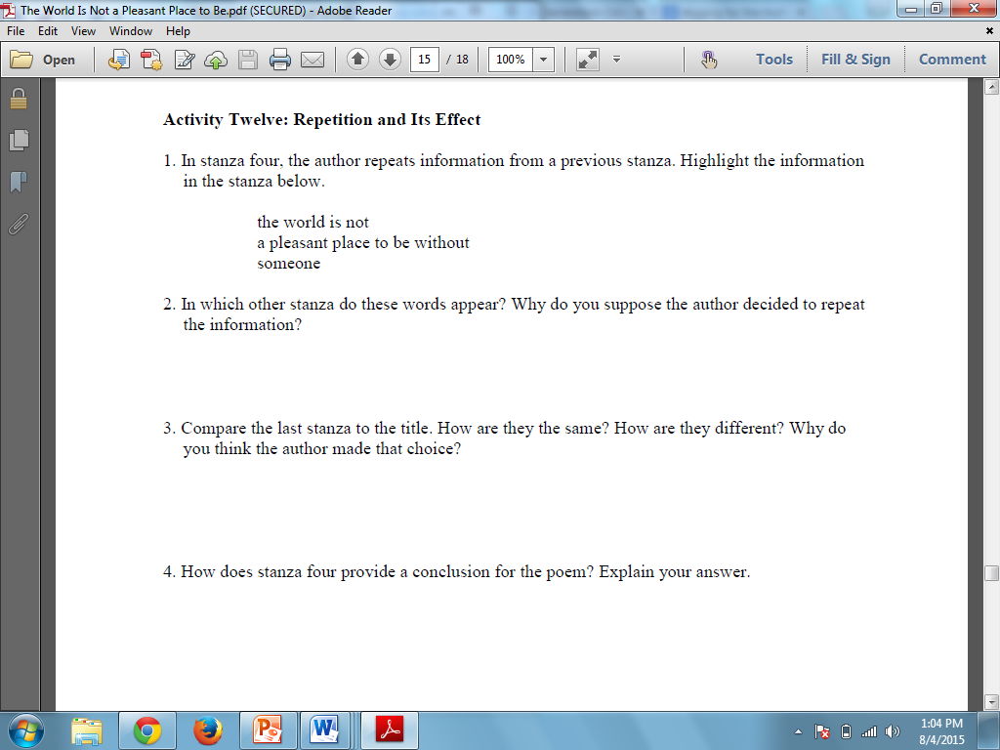 The World Is Not a Pleasant Place to Be.pdf (SECURED) - Adobe Reader
File Edit View Window Help
Open 15 / 18 100% Tools Fill & Sign Comment
Activity Twelve: Repetition and Its Effect
1. In stanza four, the author repeats information from a previous stanza. Highlight the information
in the stanza below.
the world is not
a pleasant place to be without
someone
2. In which other stanza do these words appear? Why do you suppose the author decided to repeat
the information?
3. Compare the last stanza to the title. How are they the same? How are they different? Why do
you think the author made that choice?
4. How does stanza four provide a conclusion for the poem? Explain your answer.
1:04 PM
8/4/2015